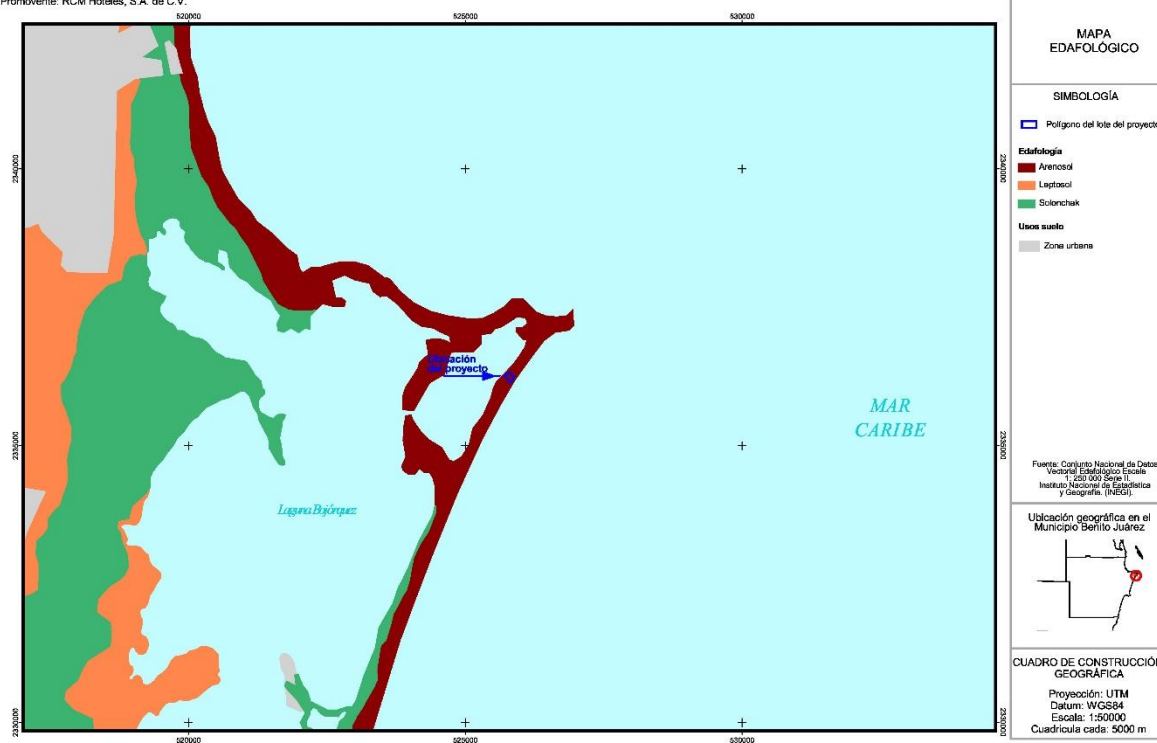 Promovente: RCM Hoteles, S.A. de C.V.
520000
525000
530000
2340000
2340000
2335000
2335000
2330000
2330000
520000
525000
530000
Ubicación
del proyecto
MAR
CARIBE
Laguna Bojórquez
MAPA
EDAFOLÓGICO
SIMBOLOGÍA
Polígono del lote del proyecto
Edafología
Arenosol
Leptosol
Solonchak
Usos suelo
Zona urbana
Fuente: Conjunto Nacional de Datos
Vectorial Edafológico Escala
1: 250 000 Serie II.
Instituto Nacional de Estadística
y Geografía. (INEGI).
Ubicación geográfica en el
Municipio Benito Juárez
CUADRO DE CONSTRUCCIÓN
GEOGRÁFICA
Proyección: UTM
Datum: WGS84
Escala: 1:50000
Cuadrícula cada: 5000 m